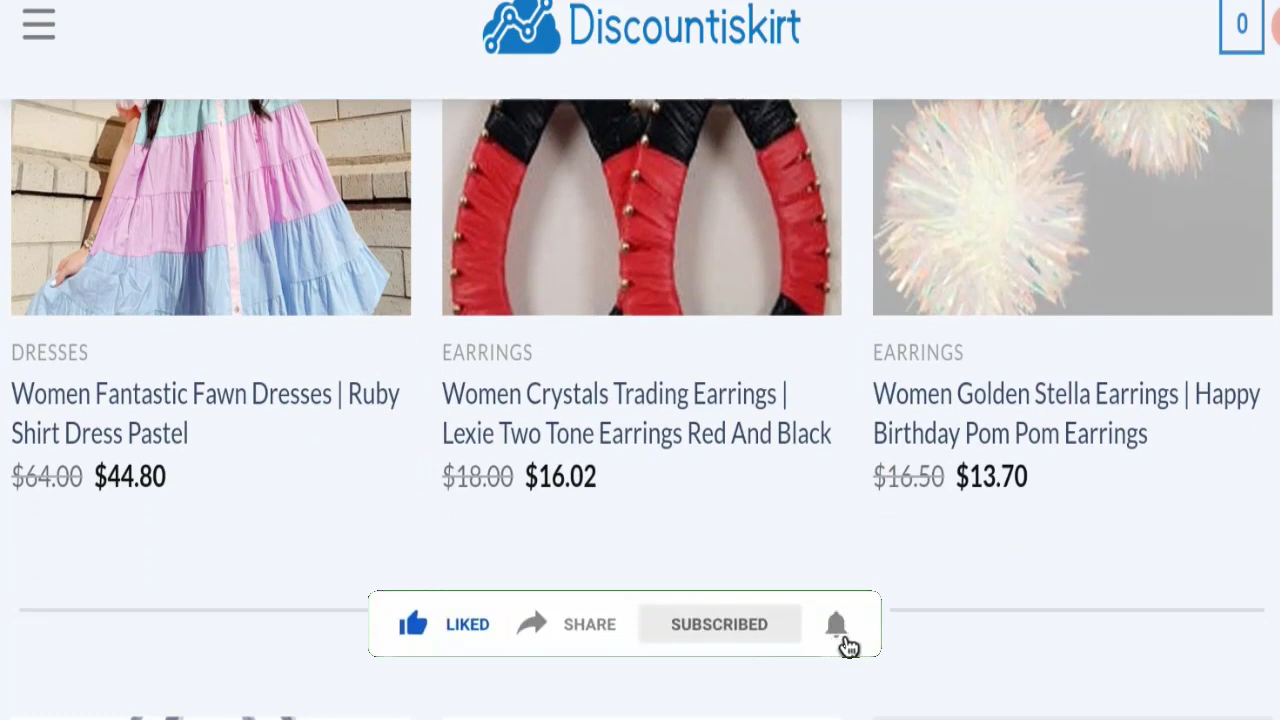 Discountiskirt
0
DRESSES
Women Fantastic Fawn Dresses | Ruby
Shirt Dress Pastel
$64.00 $44.80
EARRINGS
Women Crystals Trading Earrings |
Lexie Two Tone Earrings Red And Black
$18.00 $16.02
EARRINGS
Women Golden Stella Earrings | Happy
Birthday Pom Pom Earrings
$16.50 $13.70
LIKED SHARE SUBSCRIBED